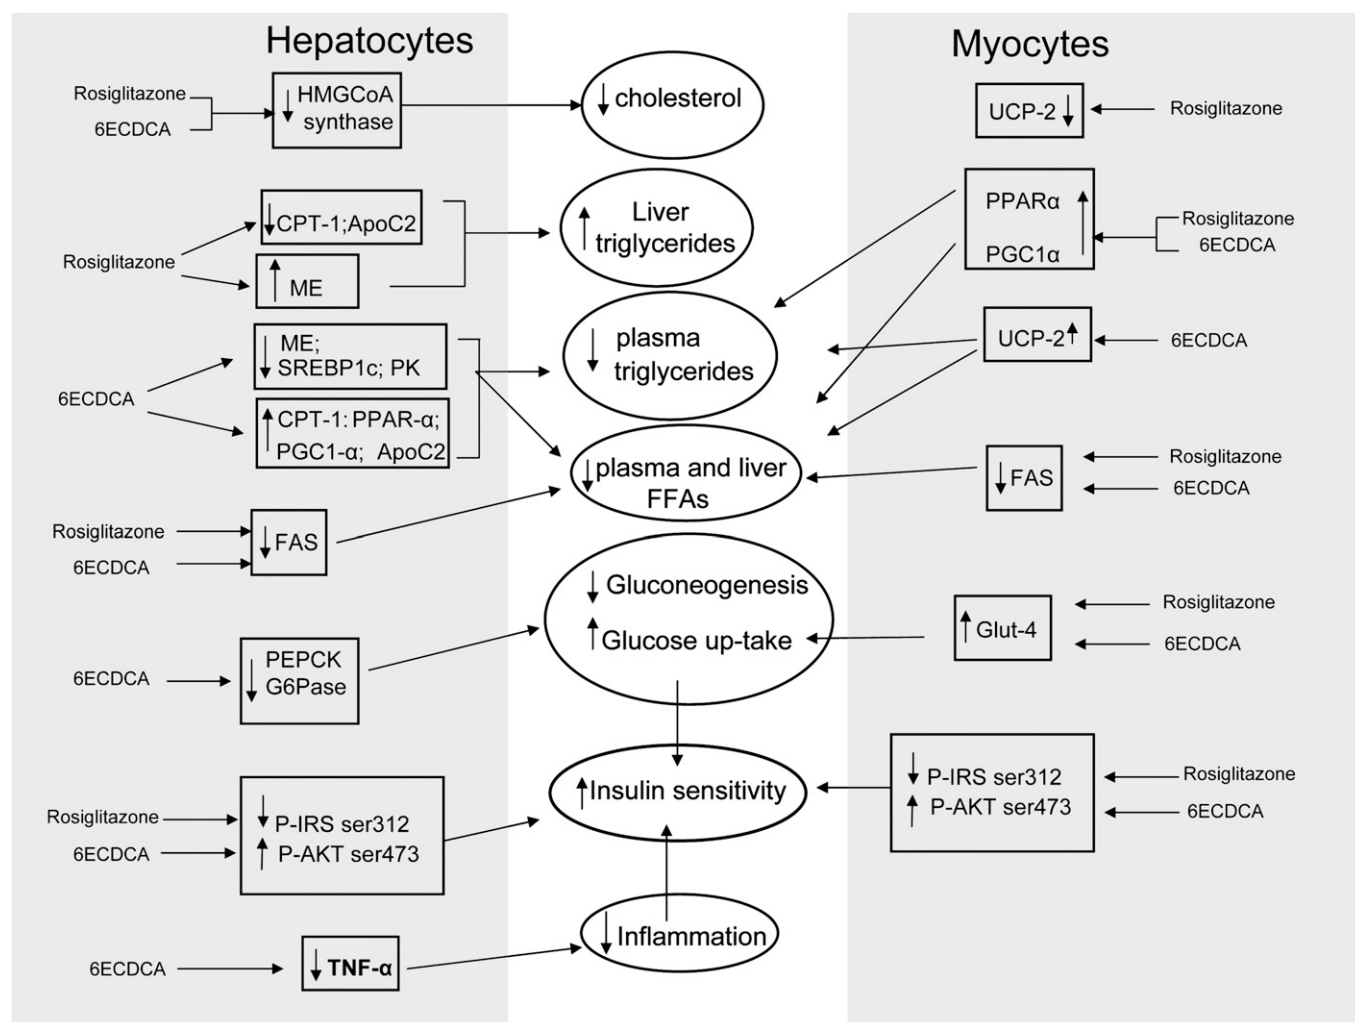 Hepatocytes
Rosiglitazone
6ECDCA
HMGCoA
synthase
Rosiglitazone
CPT-1;ApoC2
ME
6ECDCA
ME;
SREBP1c; PK
CPT-1: PPAR-α;
PGC1-α; ApoC2
Rosiglitazone
6ECDCA
FAS
6ECDCA
PEPCK
G6Pase
Rosiglitazone
6ECDCA
P-IRS ser312
P-AKT ser473
6ECDCA
TNF-α
cholesterol
Liver
triglycerides
plasma
triglycerides
plasma and liver
FFAs
Gluconeogenesis
Glucose up-take
Insulin sensitivity
Inflammation
Myocytes
UCP-2
Rosiglitazone
PPARα
PGC1α
Rosiglitazone
6ECDCA
UCP-2
6ECDCA
FAS
Rosiglitazone
6ECDCA
Glut-4
Rosiglitazone
6ECDCA
P-IRS ser312
P-AKT ser473
Rosiglitazone
6ECDCA